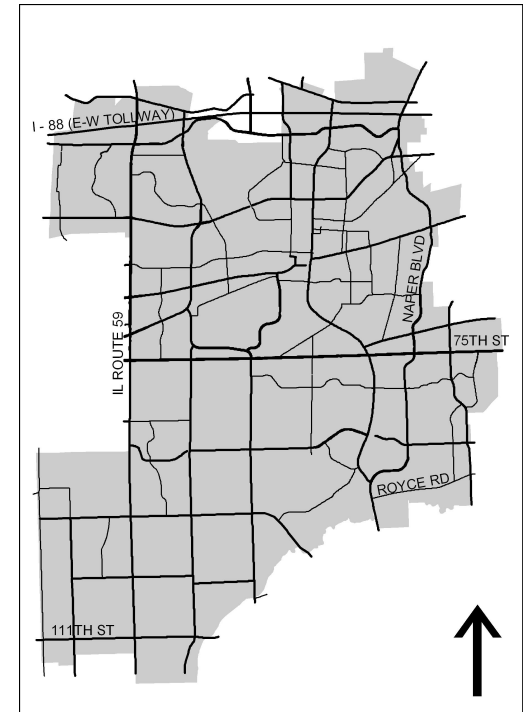 I - 88 (E-W TOLLWAY)
NAPER BLVD
IL ROUTE 59
75TH ST
ROYCE RD
111TH ST